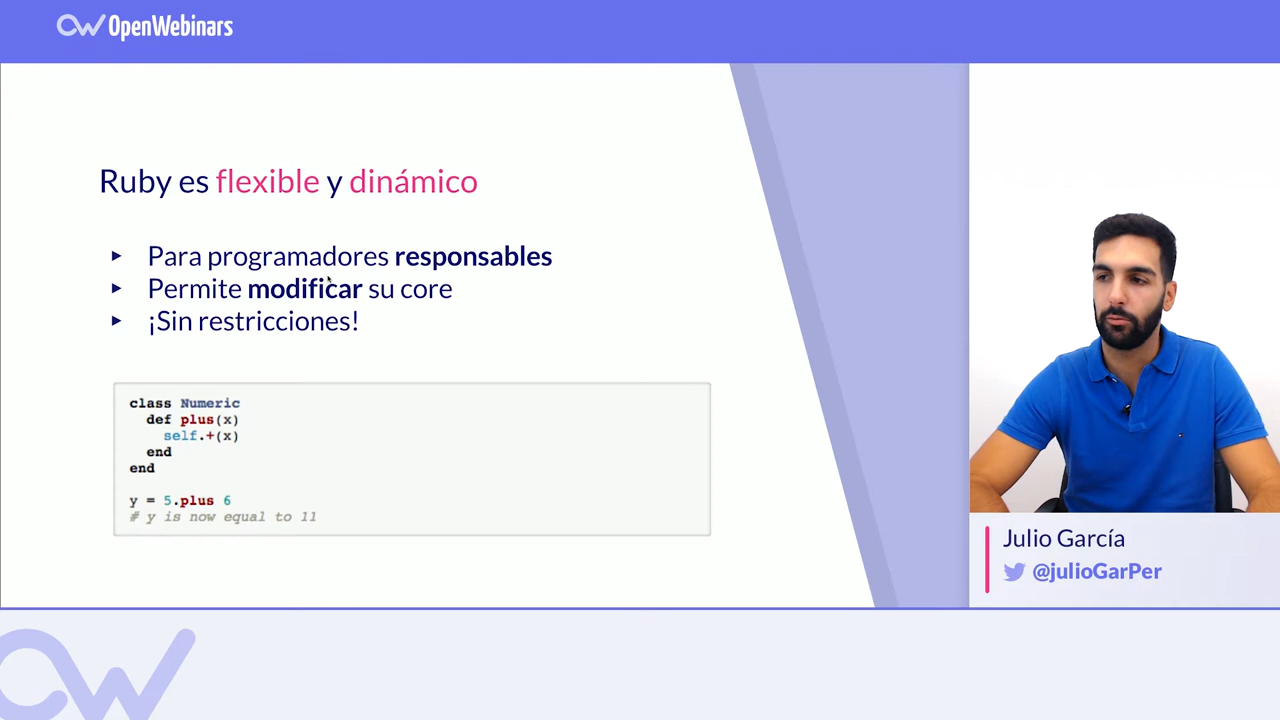 OpenWebinars
Ruby es flexible y dinámico
▸ Para programadores responsables
▸ Permite modificar su core
▸ ¡Sin restricciones!
class Numeric
  def plus(x)
    self.+(x)
  end
end

y = 5.plus 6
# y is now equal to 11
Julio García
@julioGarPer